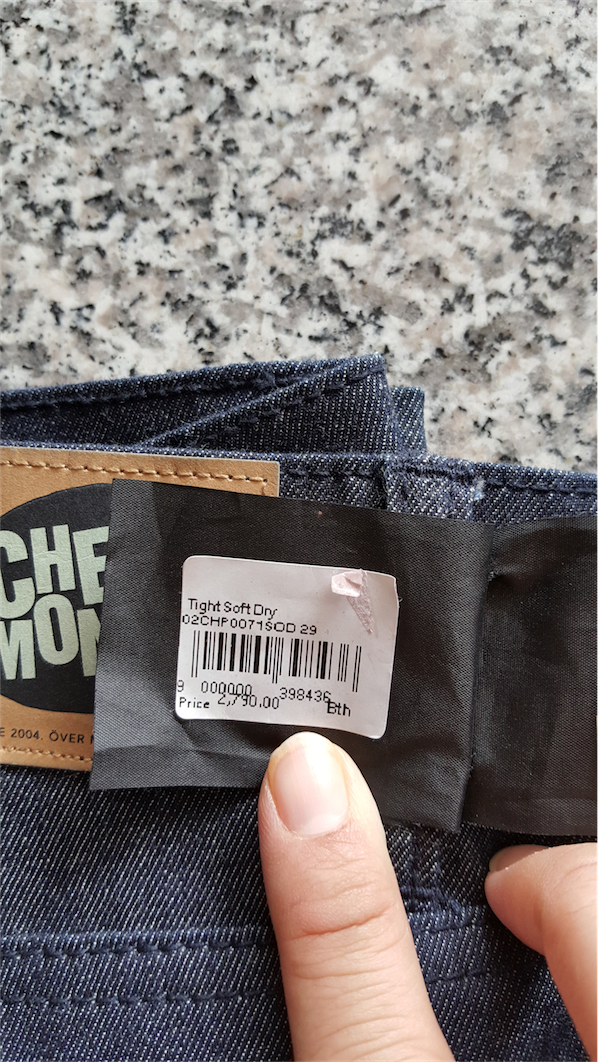 CHE
MON
E 2004. ÖVER
Tight Soft Dry
02CHP0071SOD 29
9 000000 398436
Price 2,790.00 Bth